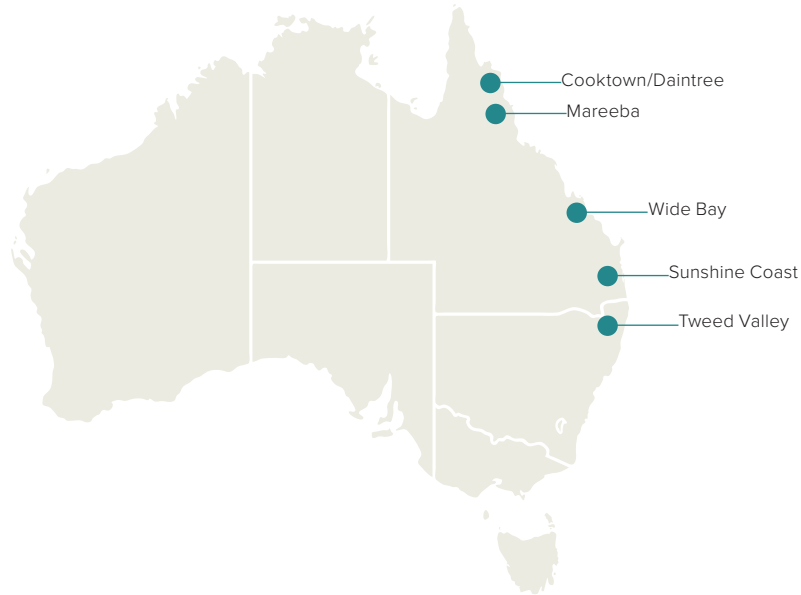 Cooktown/Daintree
Mareeba
Wide Bay
Sunshine Coast
Tweed Valley